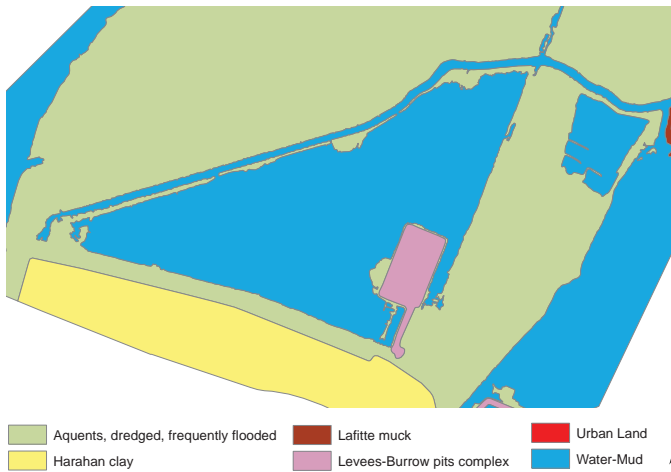 Aquents, dredged, frequently flooded
Lafitte muck
Urban Land
Harahan clay
Levees-Burrow pits complex
Water-Mud